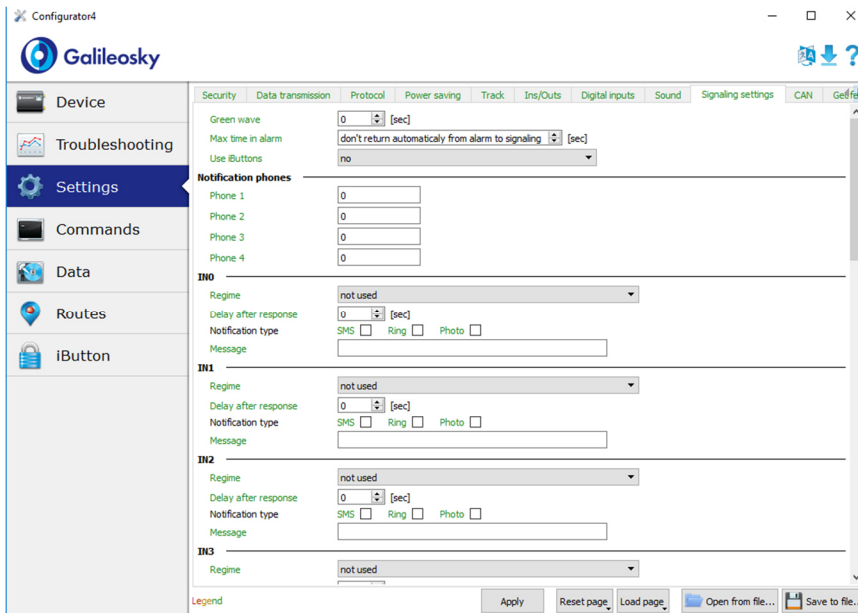 Configurator4
Galileosky
Device
Troubleshooting
Settings
Commands
Data
Routes
iButton
Security Data transmission Protocol Power saving Track Ins/Outs Digital inputs Sound Signaling settings CAN
Green wave 0 [sec]
Max time in alarm don't return automaticaly from alarm to signaling [sec]
Use iButtons no
Notification phones
Phone 1 0
Phone 2 0
Phone 3 0
Phone 4 0
IN0
Regime not used
Delay after response 0 [sec]
Notification type SMS Ring Photo
Message
IN1
Regime not used
Delay after response 0 [sec]
Notification type SMS Ring Photo
Message
IN2
Regime not used
Delay after response 0 [sec]
Notification type SMS Ring Photo
Message
IN3
Regime not used
Legend Apply Reset page Load page Open from file... Save to file...